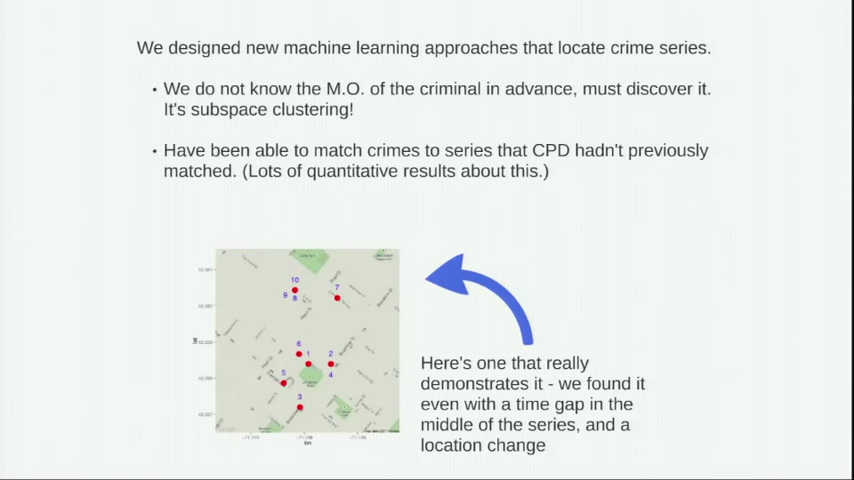 We designed new machine learning approaches that locate crime series.
• We do not know the M.O. of the criminal in advance, must discover it.
It's subspace clustering!
• Have been able to match crimes to series that CPD hadn't previously
matched. (Lots of quantitative results about this.)
10
9 8
7
6
1 2
4
5
3
lat
lon
Here's one that really
demonstrates it - we found it
even with a time gap in the
middle of the series, and a
location change